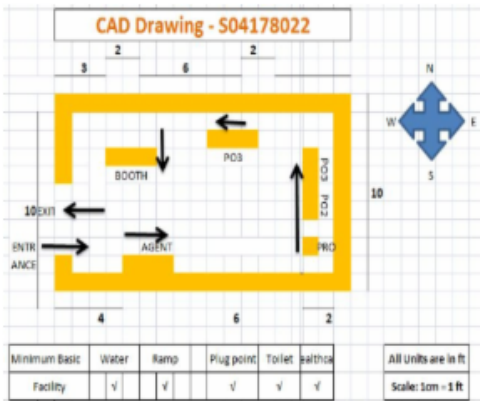 CAD Drawing - S04178022
2
2
3
6
N
W
E
S
PO3
BOOTH
PO3
PO2
10
10
EXIT
ENTR
ANCE
AGENT
PRO
4
6
2
Minimum Basic Water Ramp Plug point Toilet ealthca
Facility √ √ √ √ √
All Units are in ft
Scale: 1cm = 1 ft